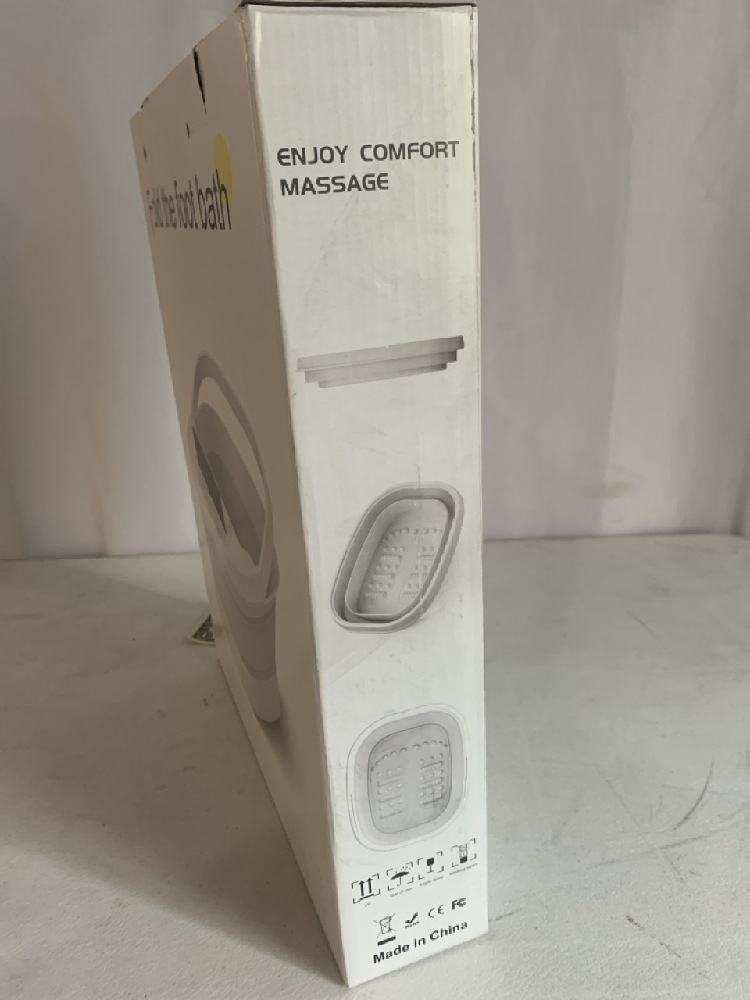 Fold the foot bath
ENJOY COMFORT
MASSAGE
CE FC
Made in China